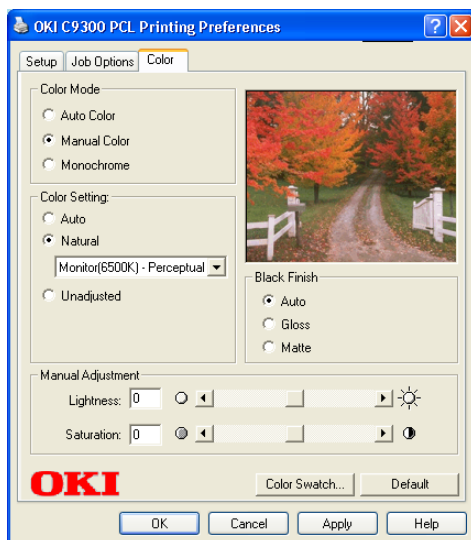 OKI C9300 PCL Printing Preferences
Setup
Job Options
Color
Color Mode
Auto Color
Manual Color
Monochrome
Color Setting:
Auto
Natural
Monitor(6500K) - Perceptual
Unadjusted
Black Finish
Auto
Gloss
Matte
Manual Adjustment
Lightness: 0
Saturation: 0
OKI
Color Swatch...
Default
OK
Cancel
Apply
Help